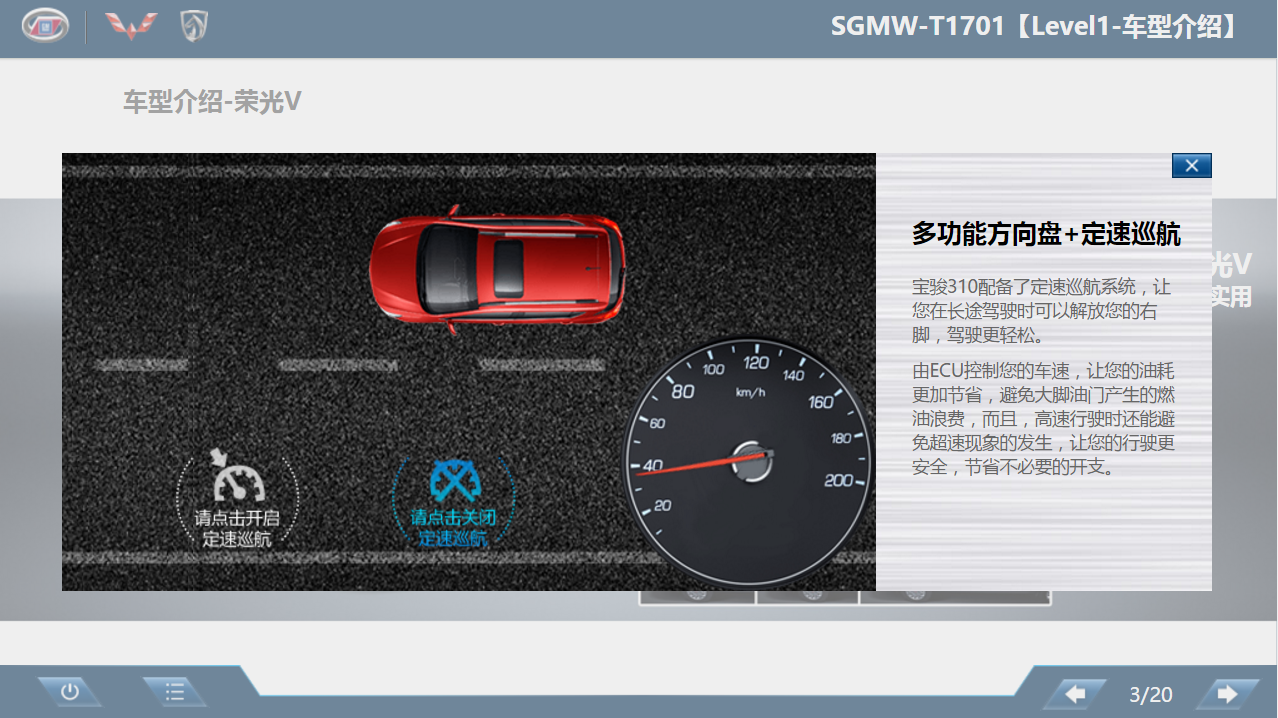 SGMW-T1701【Level1-车型介绍】
车型介绍-荣光V
多功能方向盘+定速巡航
光V
实用
宝骏310配备了定速巡航系统，让
您在长途驾驶时可以解放您的右
脚，驾驶更轻松。
由ECU控制您的车速，让您的油耗
更加节省，避免大脚油门产生的燃
油浪费，而且，高速行驶时还能避
免超速现象的发生，让您的行驶更
安全，节省不必要的开支。
20
40
60
80
100
120
140
160
180
200
km/h
请点击开启
定速巡航
请点击关闭
定速巡航
3/20